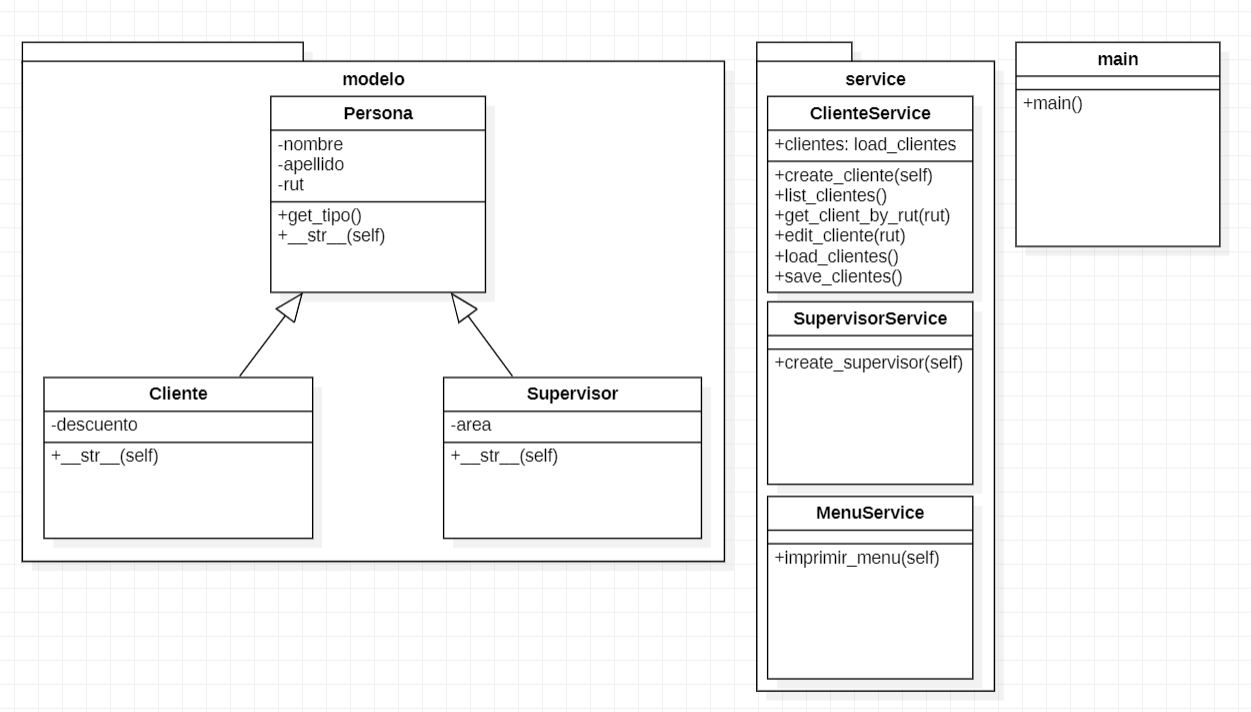 modelo
Persona
-nombre
-apellido
-rut
+get_tipo()
+__str__(self)
Cliente
-descuento
+__str__(self)
Supervisor
-area
+__str__(self)
service
ClienteService
+clientes: load_clientes
+create_cliente(self)
+list_clientes()
+get_client_by_rut(rut)
+edit_cliente(rut)
+load_clientes()
+save_clientes()
SupervisorService
+create_supervisor(self)
MenuService
+imprimir_menu(self)
main
+main()